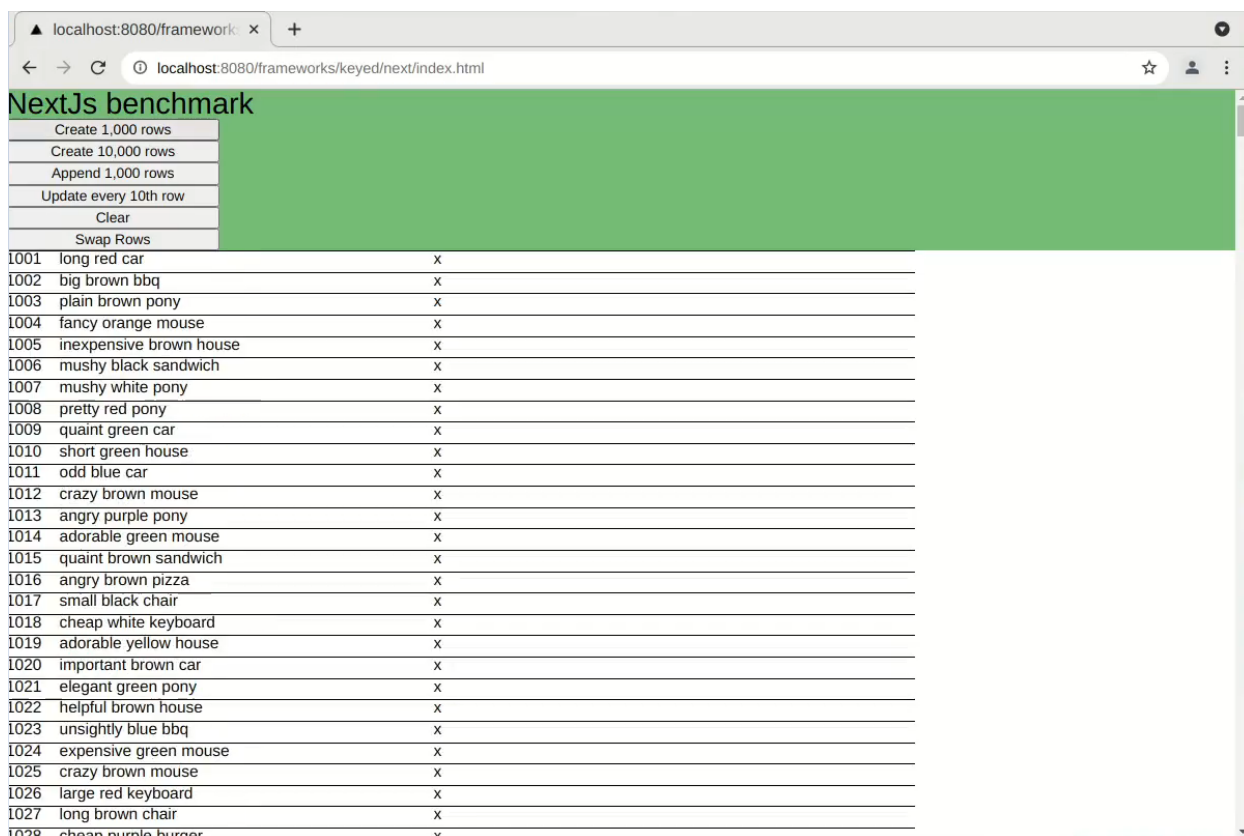 localhost:8080/framework
localhost:8080/frameworks/keyed/next/index.html
NextJs benchmark
Create 1,000 rows
Create 10,000 rows
Append 1,000 rows
Update every 10th row
Clear
Swap Rows
1001 long red car x
1002 big brown bbq x
1003 plain brown pony x
1004 fancy orange mouse x
1005 inexpensive brown house x
1006 mushy black sandwich x
1007 mushy white pony x
1008 pretty red pony x
1009 quaint green car x
1010 short green house x
1011 odd blue car x
1012 crazy brown mouse x
1013 angry purple pony x
1014 adorable green mouse x
1015 quaint brown sandwich x
1016 angry brown pizza x
1017 small black chair x
1018 cheap white keyboard x
1019 adorable yellow house x
1020 important brown car x
1021 elegant green pony x
1022 helpful brown house x
1023 unsightly blue bbq x
1024 expensive green mouse x
1025 crazy brown mouse x
1026 large red keyboard x
1027 long brown chair x
1028 cheap purple burger x